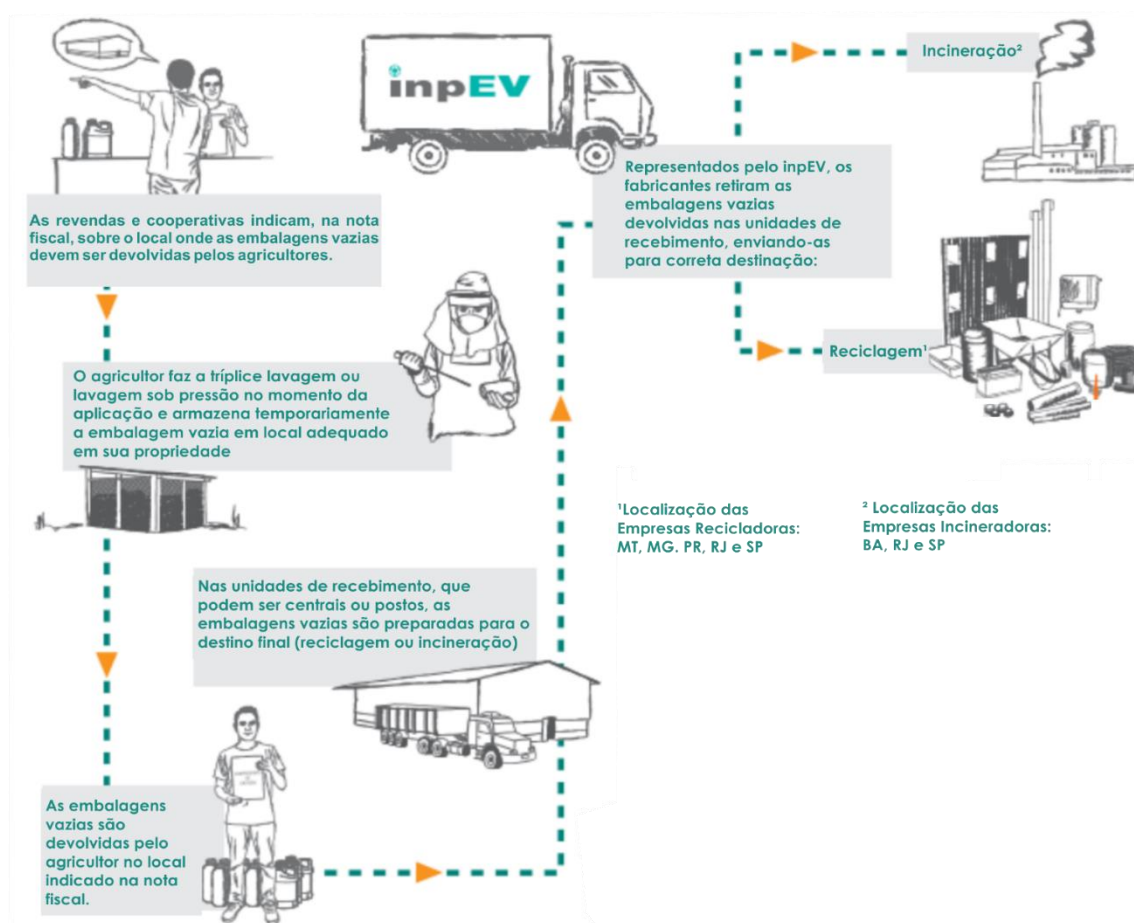 As revendas e cooperativas indicam, na nota
fiscal, sobre o local onde as embalagens vazias
devem ser devolvidas pelos agricultores.
O agricultor faz a tríplice lavagem ou
lavagem sob pressão no momento da
aplicação e armazena temporariamente
a embalagem vazia em local adequado
em sua propriedade
As embalagens
vazias são
devolvidas pelo
agricultor no local
indicado na nota
fiscal.
Nas unidades de recebimento, que
podem ser centrais ou postos, as
embalagens vazias são preparadas para o
destino final (reciclagem ou incineração)
inpEV
Representados pelo inpEV, os
fabricantes retiram as
embalagens vazias
devolvidas nas unidades de
recebimento, enviando-as
para correta destinação:
Incineração²
Reciclagem¹
¹Localização das
Empresas Recicladoras:
MT, MG. PR, RJ e SP
² Localização das
Empresas Incineradoras:
BA, RJ e SP